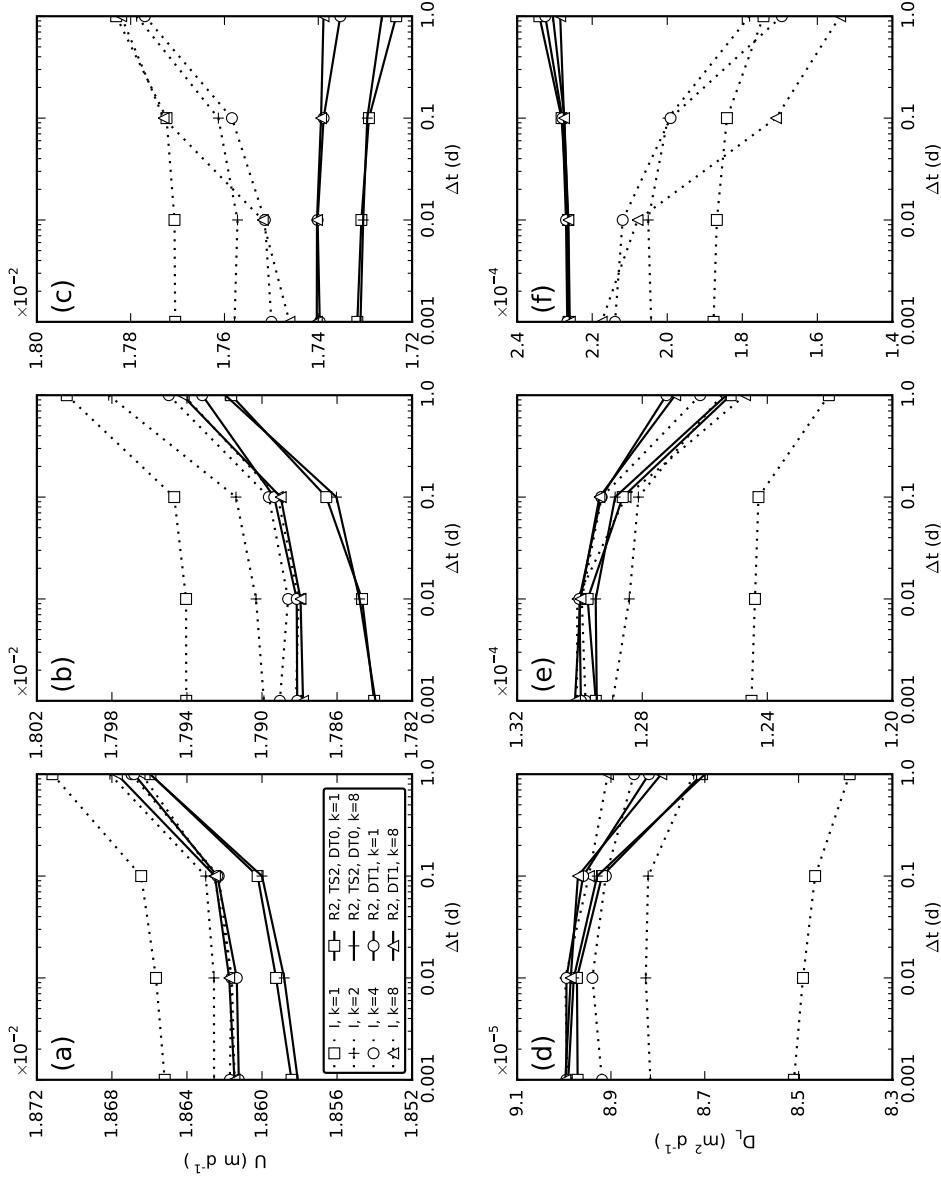 ×10⁻²
(a)
1.872
1.868
1.864
1.860
1.856
1.852
U (m d⁻¹)
0.001
0.01
0.1
1.0
Δt (d)
I, k=1
I, k=2
I, k=4
I, k=8
R2, TS2, DT0, k=1
R2, TS2, DT0, k=8
R2, DT1, k=1
R2, DT1, k=8
×10⁻²
(b)
1.802
1.798
1.794
1.790
1.786
1.782
0.001
0.01
0.1
1.0
Δt (d)
×10⁻²
(c)
1.80
1.78
1.76
1.74
1.72
0.001
0.01
0.1
1.0
Δt (d)
×10⁻⁵
(d)
9.1
8.9
8.7
8.5
8.3
D_L (m² d⁻¹)
0.001
0.01
0.1
1.0
Δt (d)
×10⁻⁴
(e)
1.32
1.28
1.24
1.20
0.001
0.01
0.1
1.0
Δt (d)
×10⁻⁴
(f)
2.4
2.2
2.0
1.8
1.6
1.4
0.001
0.01
0.1
1.0
Δt (d)